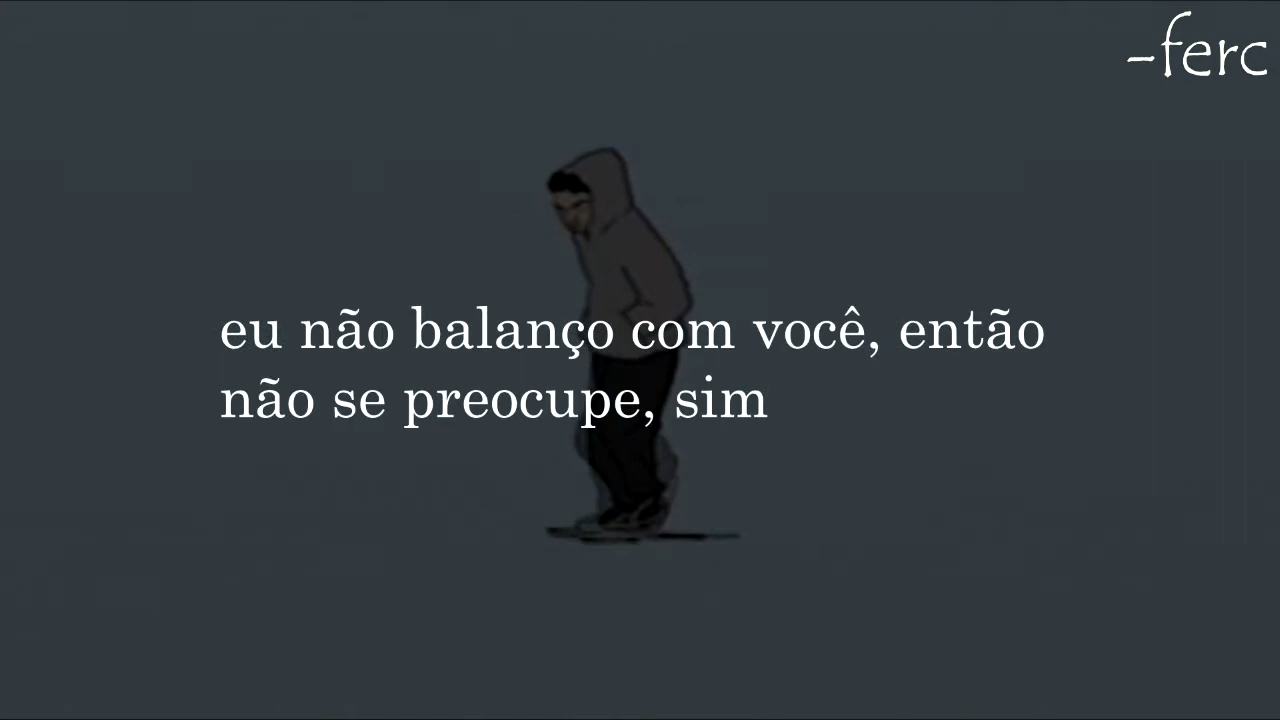 -ferc
eu não balanço com você, então
não se preocupe, sim